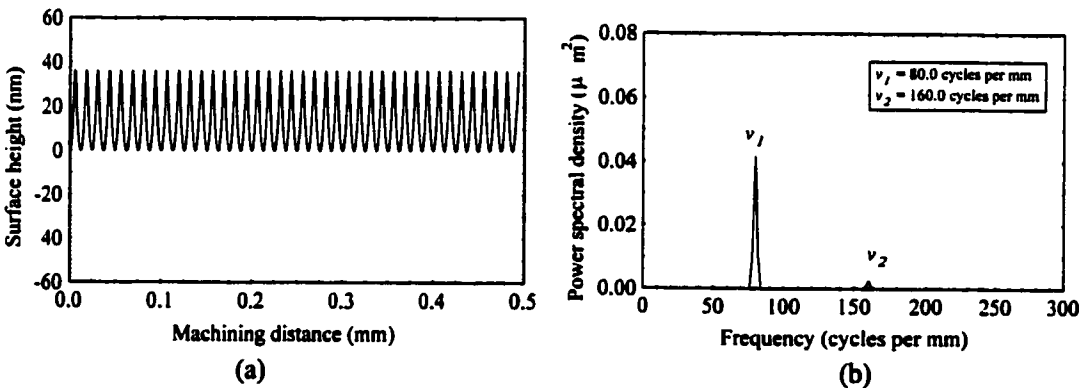 60
40
20
0
-20
-40
-60
Surface height (nm)
0.0 0.1 0.2 0.3 0.4 0.5
Machining distance (mm)
(a)
0.08
0.06
0.04
0.02
0.00
Power spectral density (μ m²)
v₁ = 80.0 cycles per mm
v₂ = 160.0 cycles per mm
v₁
v₂
0 50 100 150 200 250 300
Frequency (cycles per mm)
(b)